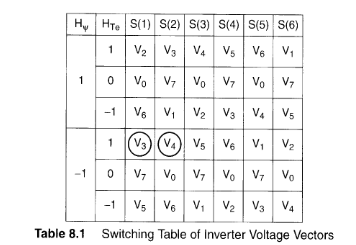 Hψ HTe S(1) S(2) S(3) S(4) S(5) S(6)
1 V2 V3 V4 V5 V6 V1
1 0 V0 V7 V0 V7 V0 V7
−1 V6 V1 V2 V3 V4 V5
1 V3 V4 V5 V6 V1 V2
−1 0 V7 V0 V7 V0 V7 V0
−1 V5 V6 V1 V2 V3 V4
Table 8.1 Switching Table of Inverter Voltage Vectors